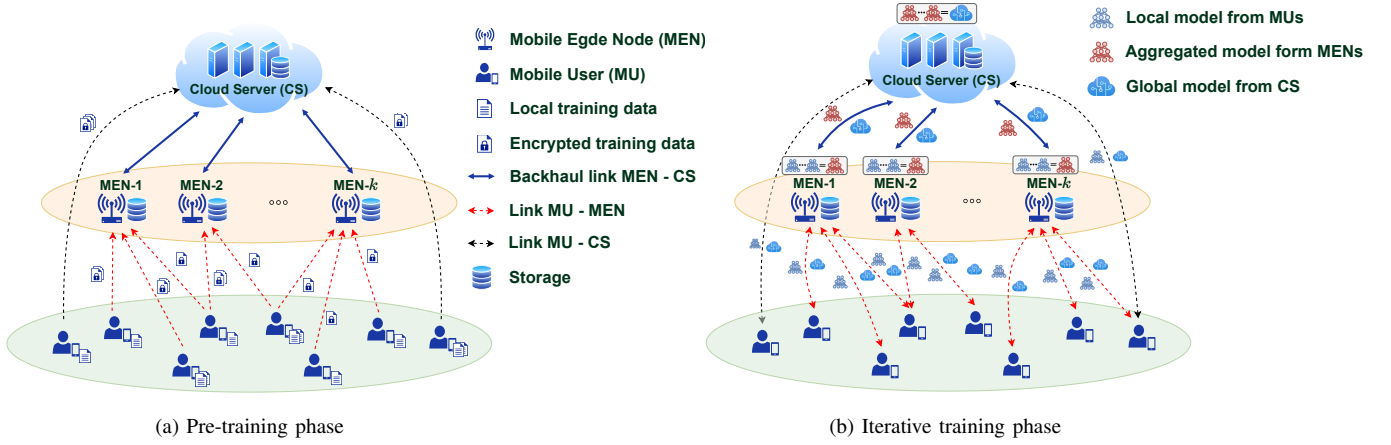 Cloud Server (CS)
MEN-1
MEN-2
MEN-k
Mobile Egde Node (MEN)
Mobile User (MU)
Local training data
Encrypted training data
Backhaul link MEN - CS
Link MU - MEN
Link MU - CS
Storage
(a) Pre-training phase
... =
Cloud Server (CS)
... =
... =
... =
MEN-1
MEN-2
MEN-k
Local model from MUs
Aggregated model form MENs
Global model from CS
(b) Iterative training phase